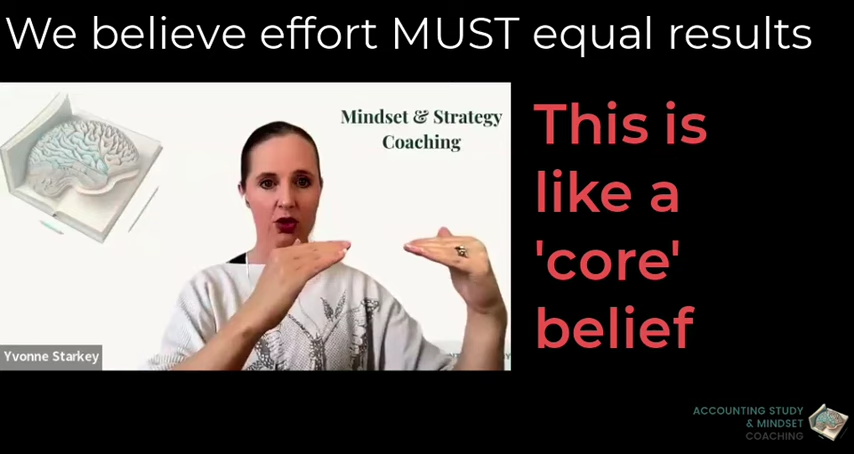 We believe effort MUST equal results
Mindset & Strategy
Coaching
This is
like a
'core'
belief
Yvonne Starkey
ACCOUNTING STUDY
& MINDSET
COACHING